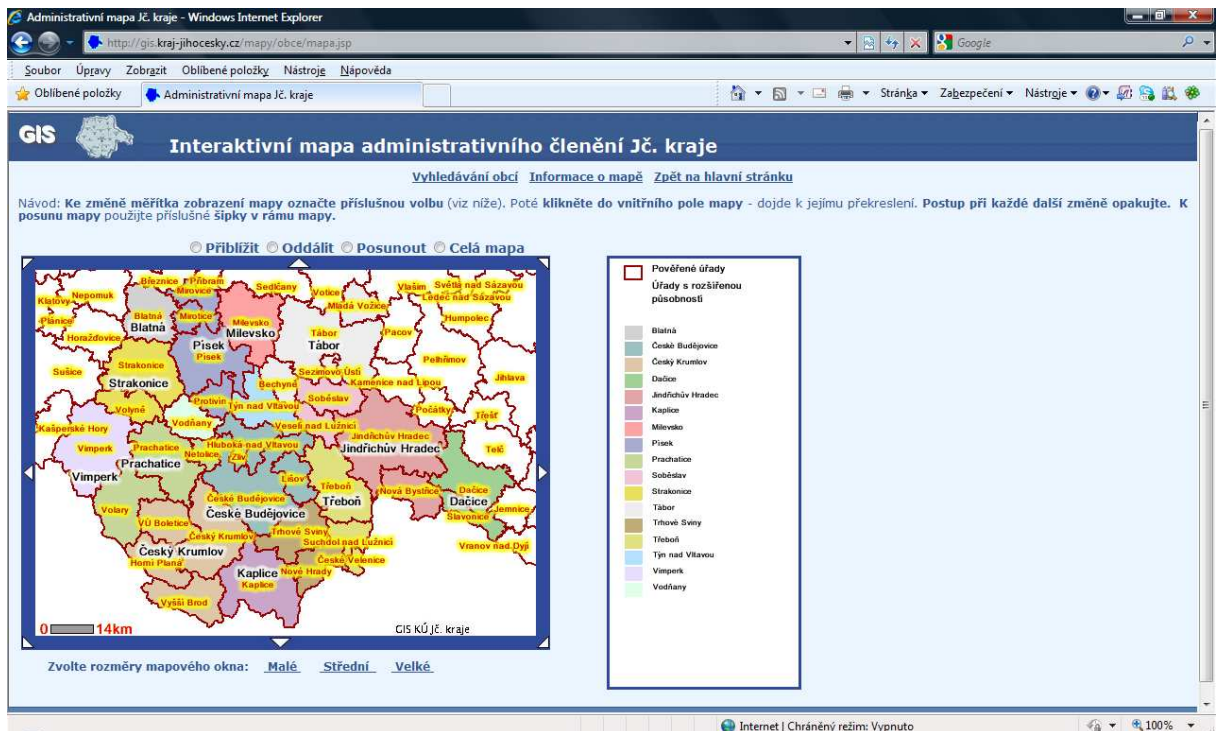 Administrativní mapa Jč. kraje - Windows Internet Explorer
http://gis.kraj-jihocesky.cz/mapy/obce/mapa.jsp
Google
Soubor Úpravy Zobrazit Oblíbené položky Nástroje Nápověda
Oblíbené položky
Administrativní mapa Jč. kraje
Stránka Zabezpečení Nástroje
GIS
Interaktivní mapa administrativního členění Jč. kraje
Vyhledávání obcí Informace o mapě Zpět na hlavní stránku
Návod: Ke změně měřítka zobrazení mapy označte příslušnou volbu (viz níže). Poté klikněte do vnitřního pole mapy - dojde k jejímu překreslení. Postup při každé další změně opakujte. K
posunu mapy použijte příslušné šipky v rámu mapy.
Přiblížit Oddálit Posunout Celá mapa
Březnice Příbram
Mirovice
Sedlčany
Votice
Vlašim
Světlá nad Sázavou
Ledeč nad Sázavou
Klatovy
Nepomuk
Mladá Vožice
Plánice
Blatná
Blatná
Mirotice
Milevsko
Milevsko
Humpolec
Horažďovice
Písek
Písek
Tábor
Tábor
Pacov
Pelhřimov
Sušice
Strakonice
Strakonice
Sezimovo Ústí
Bechyně
Kamenice nad Lipou
Jihlava
Soběslav
Volyně
Protivín
Týn nad Vltavou
Počátky
Třešť
Kašperské Hory
Vodňany
Veselí nad Lužnicí
Jindřichův Hradec
Jindřichův Hradec
Vimperk
Vimperk
Prachatice
Prachatice
Netolice
Hluboká nad Vltavou
Zliv
Telč
Lišov
Třeboň
Třeboň
Nová Bystřice
Dačice
Dačice
Slavonice
Jemnice
Volary
České Budějovice
České Budějovice
VÚ Boletice
Český Krumlov
Český Krumlov
Trhové Sviny
Suchdol nad Lužnicí
Vranov nad Dyjí
Horní Planá
České Velenice
Kaplice
Kaplice
Nové Hrady
Vyšší Brod
0 14km
GIS KÚ Jč. kraje
Pověřené úřady
Úřady s rozšířenou
působností
Blatná
České Budějovice
Český Krumlov
Dačice
Jindřichův Hradec
Kaplice
Milevsko
Písek
Prachatice
Soběslav
Strakonice
Tábor
Trhové Sviny
Třeboň
Týn nad Vltavou
Vimperk
Vodňany
Zvolte rozměry mapového okna: Malé Střední Velké
Internet | Chráněný režim: Vypnuto
100%